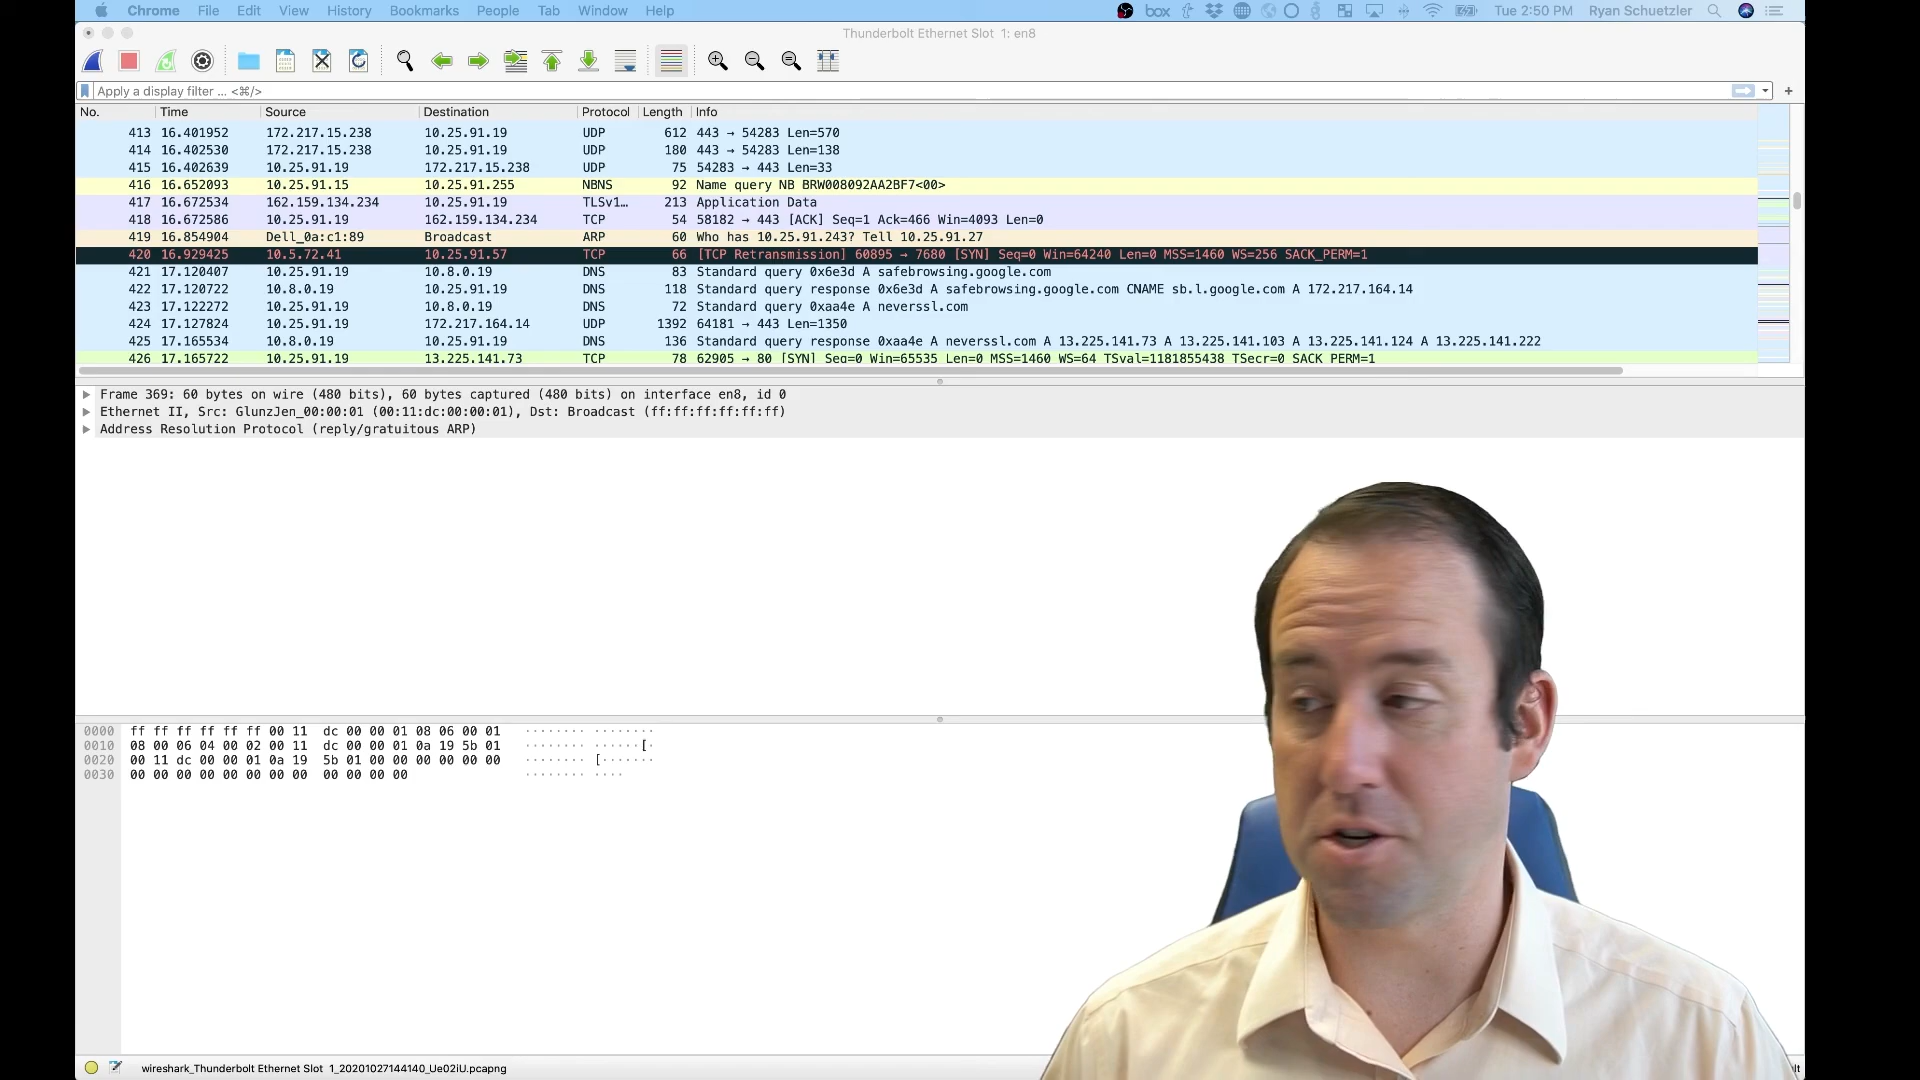 Chrome File Edit View History Bookmarks People Tab Window Help box Tue 2:50 PM Ryan Schuetzler
Thunderbolt Ethernet Slot 1: en8
Apply a display filter ... <⌘/>
No. Time Source Destination Protocol Length Info
413 16.401952 172.217.15.238 10.25.91.19 UDP 612 443 → 54283 Len=570
414 16.402530 172.217.15.238 10.25.91.19 UDP 180 443 → 54283 Len=138
415 16.402639 10.25.91.19 172.217.15.238 UDP 75 54283 → 443 Len=33
416 16.652093 10.25.91.15 10.25.91.255 NBNS 92 Name query NB BRW008092AA2BF7<00>
417 16.672534 162.159.134.234 10.25.91.19 TLSv1… 213 Application Data
418 16.672586 10.25.91.19 162.159.134.234 TCP 54 58182 → 443 [ACK] Seq=1 Ack=466 Win=4093 Len=0
419 16.854904 Dell_0a:c1:89 Broadcast ARP 60 Who has 10.25.91.243? Tell 10.25.91.27
420 16.929425 10.5.72.41 10.25.91.57 TCP 66 [TCP Retransmission] 60895 → 7680 [SYN] Seq=0 Win=64240 Len=0 MSS=1460 WS=256 SACK_PERM=1
421 17.120407 10.25.91.19 10.8.0.19 DNS 83 Standard query 0x6e3d A safebrowsing.google.com
422 17.120722 10.8.0.19 10.25.91.19 DNS 118 Standard query response 0x6e3d A safebrowsing.google.com CNAME sb.l.google.com A 172.217.164.14
423 17.122272 10.25.91.19 10.8.0.19 DNS 72 Standard query 0xaa4e A neverssl.com
424 17.127824 10.25.91.19 172.217.164.14 UDP 1392 64181 → 443 Len=1350
425 17.165534 10.8.0.19 10.25.91.19 DNS 136 Standard query response 0xaa4e A neverssl.com A 13.225.141.73 A 13.225.141.103 A 13.225.141.124 A 13.225.141.222
426 17.165722 10.25.91.19 13.225.141.73 TCP 78 62905 → 80 [SYN] Seq=0 Win=65535 Len=0 MSS=1460 WS=64 TSval=1181855438 TSecr=0 SACK PERM=1
Frame 369: 60 bytes on wire (480 bits), 60 bytes captured (480 bits) on interface en8, id 0
Ethernet II, Src: GlunzJen_00:00:01 (00:11:dc:00:00:01), Dst: Broadcast (ff:ff:ff:ff:ff:ff)
Address Resolution Protocol (reply/gratuitous ARP)
0000 ff ff ff ff ff ff 00 11 dc 00 00 01 08 06 00 01 ········ ········
0010 08 00 06 04 00 02 00 11 dc 00 00 01 0a 19 5b 01 ········ ······[·
0020 00 11 dc 00 00 01 0a 19 5b 01 00 00 00 00 00 00 ········ [·······
0030 00 00 00 00 00 00 00 00 00 00 00 00 ········ ····
wireshark_Thunderbolt Ethernet Slot 1_20201027144140_Ue02iU.pcapng lt